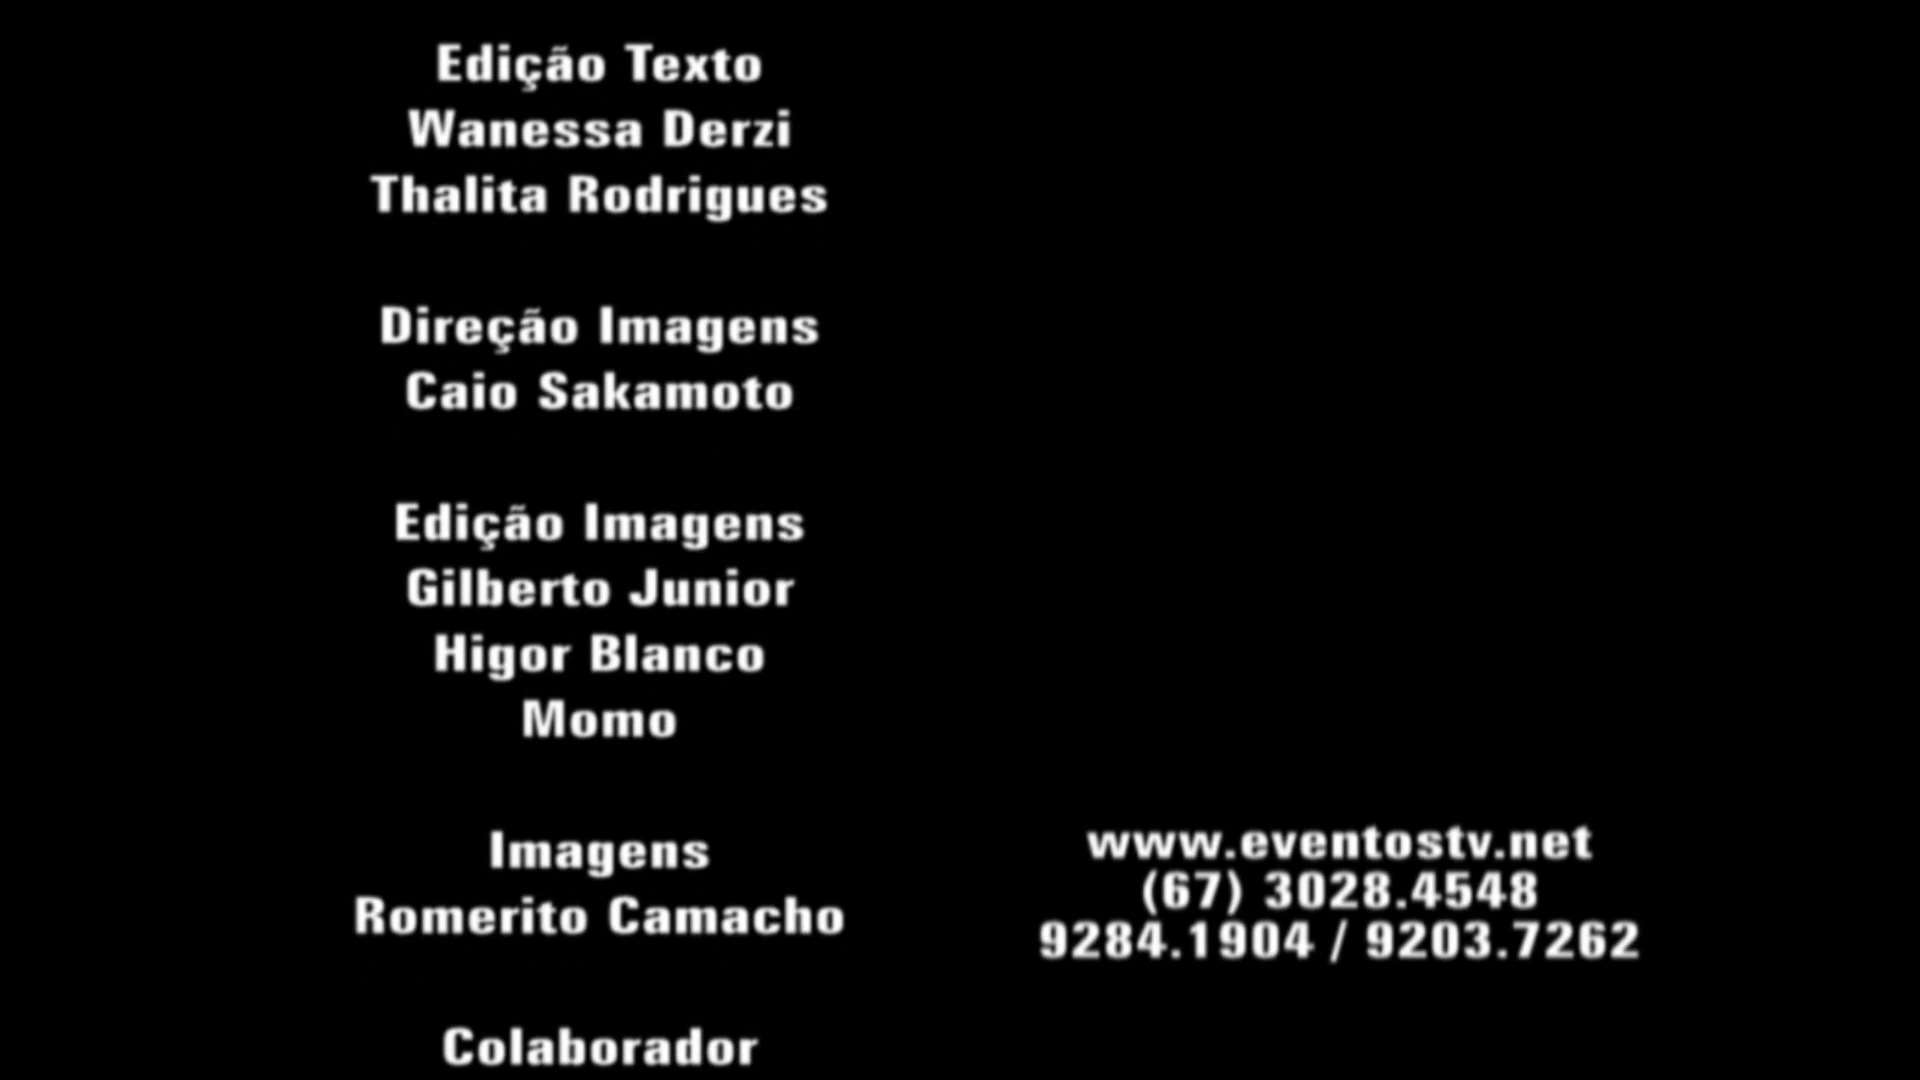 Edição Texto
Wanessa Derzi
Thalita Rodrigues
Direção Imagens
Caio Sakamoto
Edição Imagens
Gilberto Junior
Higor Blanco
Momo
Imagens
Romerito Camacho
Colaborador
www.eventostv.net
(67) 3028.4548
9284.1904 / 9203.7262